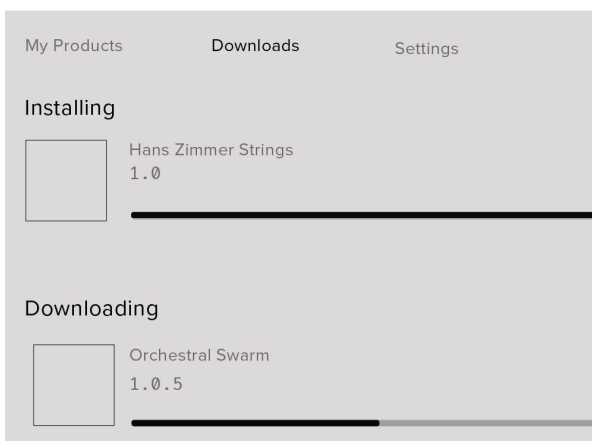 My Products Downloads Settings
Installing
Hans Zimmer Strings
1.0
Downloading
Orchestral Swarm
1.0.5